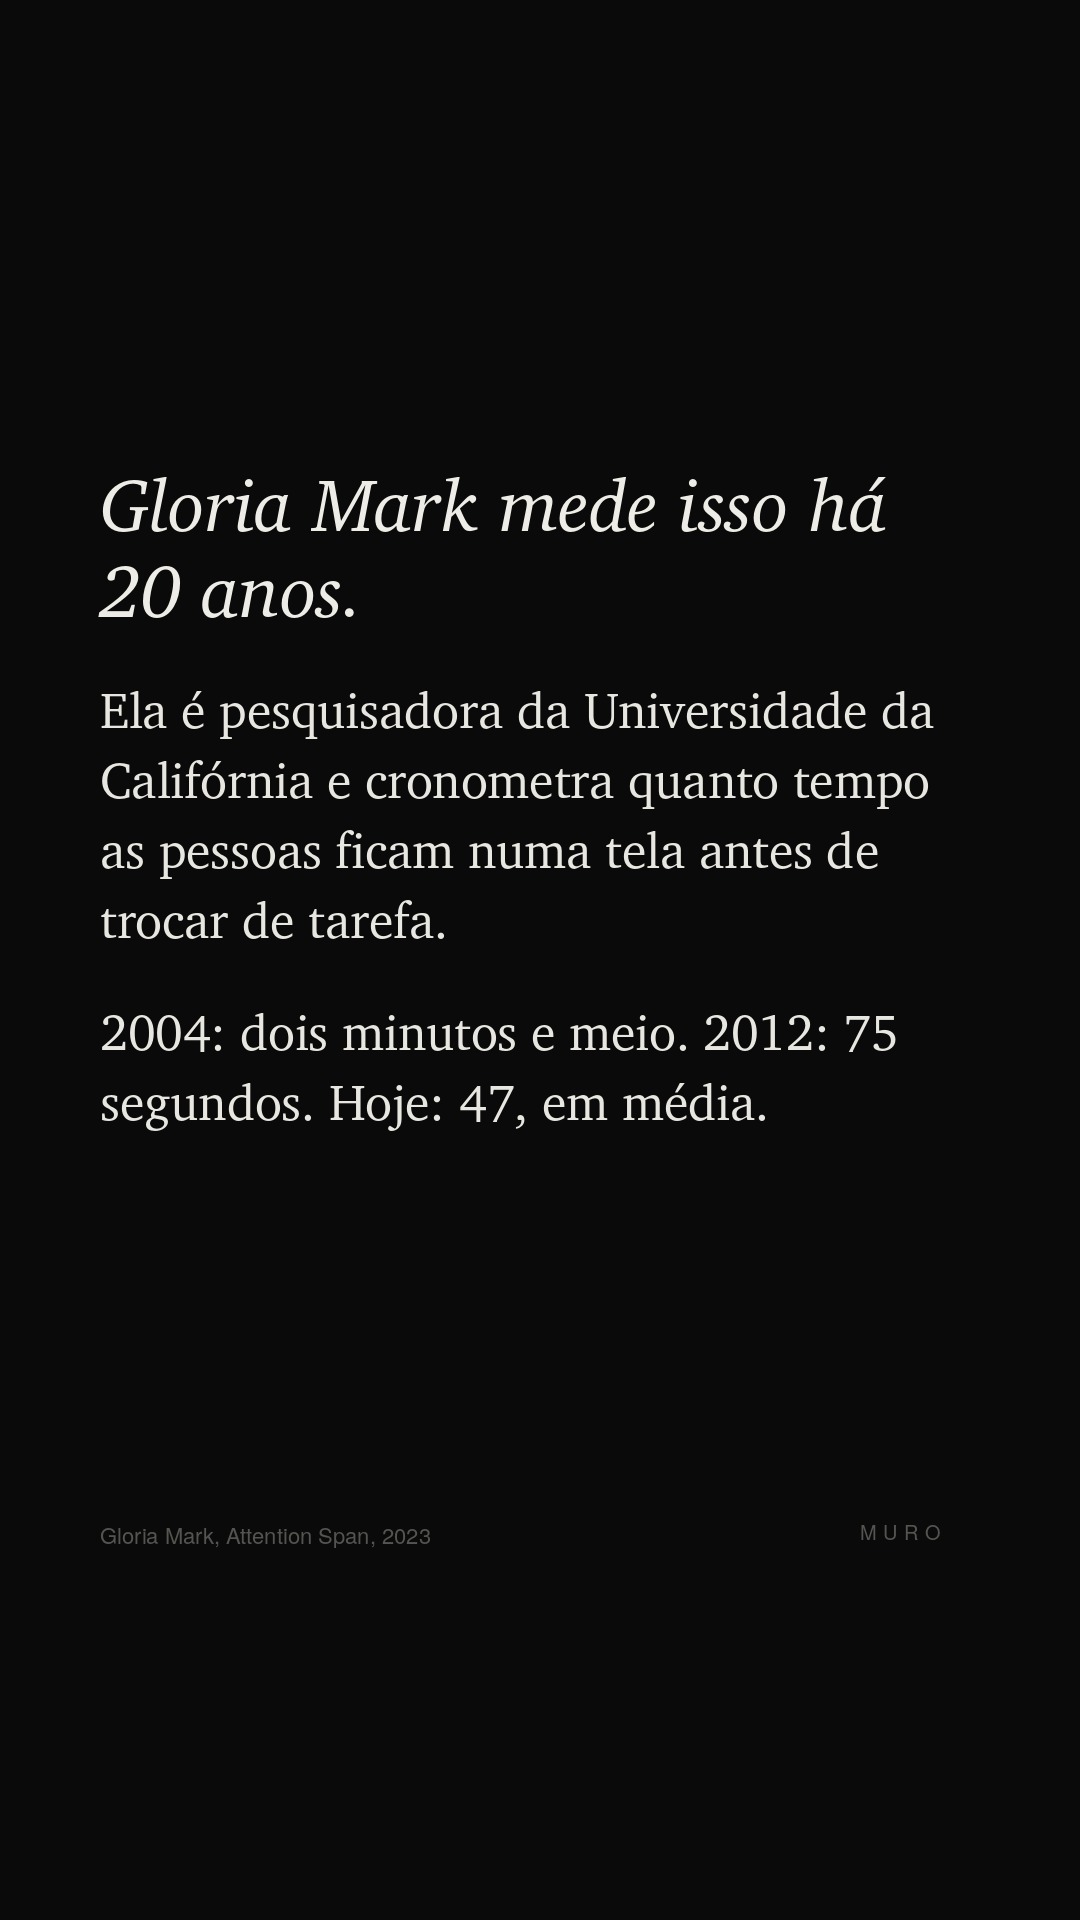 Gloria Mark mede isso há
20 anos.
Ela é pesquisadora da Universidade da
Califórnia e cronometra quanto tempo
as pessoas ficam numa tela antes de
trocar de tarefa.
2004: dois minutos e meio. 2012: 75
segundos. Hoje: 47, em média.
Gloria Mark, Attention Span, 2023
MURO